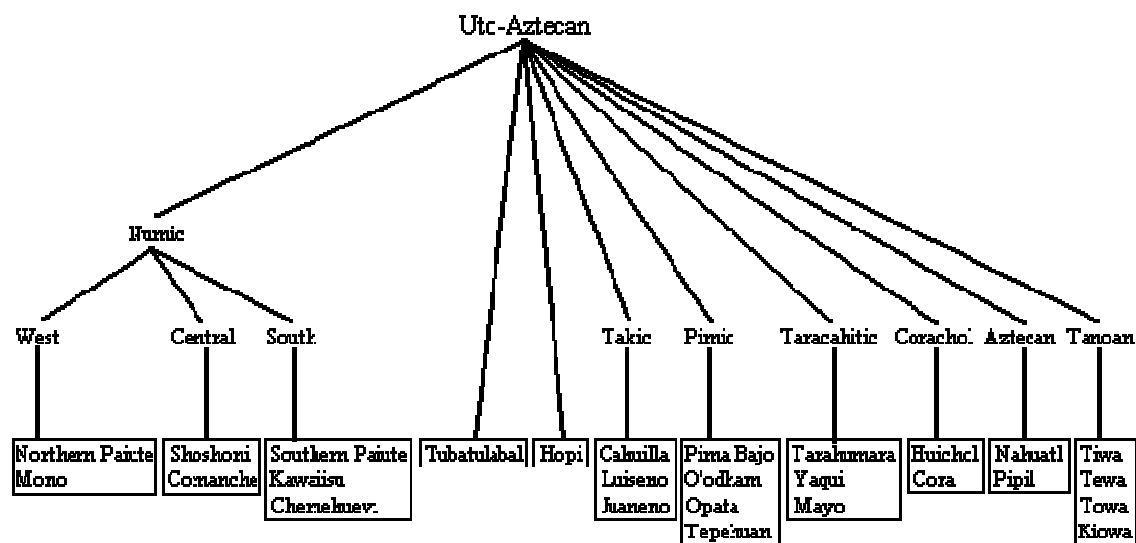 Uto-Aztecan
Numic
West Central South Takic Pimic Taracahitic Corachol Aztecan Tanoan
Northern Paiute Shoshoni Southern Paiute Tubatulabal Hopi Cahuilla Pima Bajo Tarahumara Huichol Nahuatl Tiwa
Mono Comanche Kawaiisu Luiseno O'odham Yaqui Cora Pipil Tewa
Chemehuevi Juaneno Opata Mayo Towa
Tepehuan Kiowa